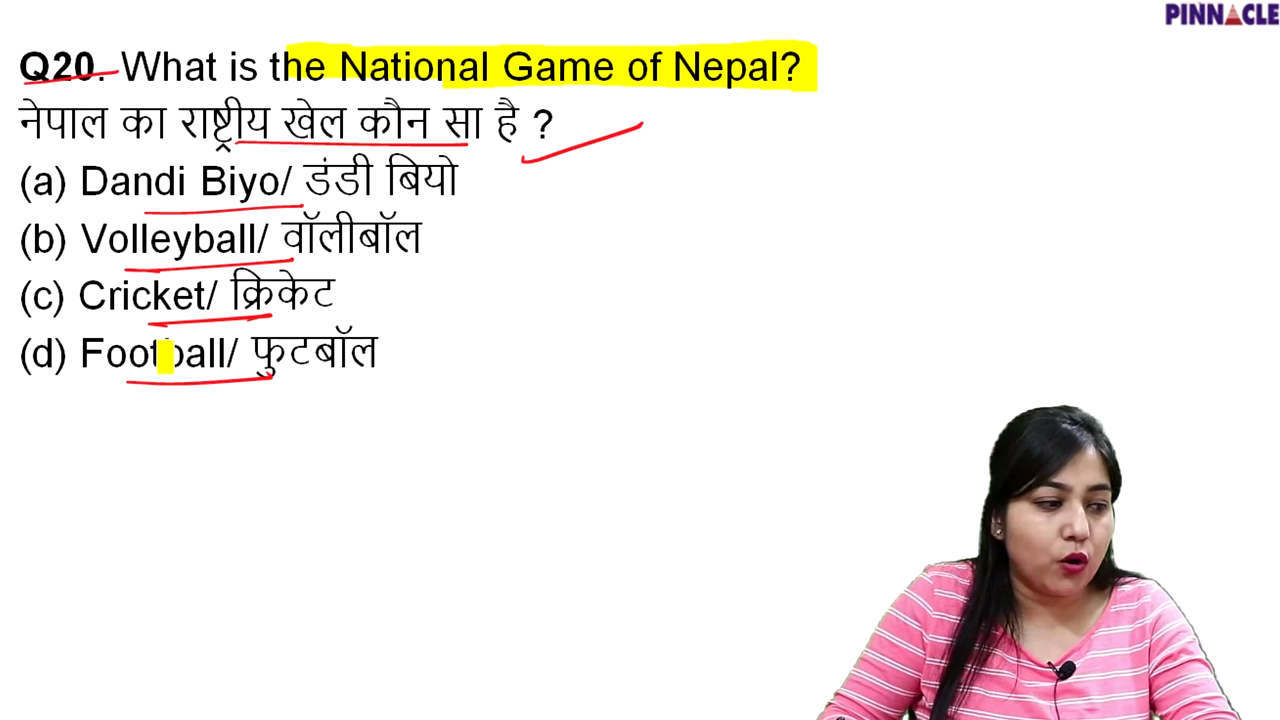 PINNACLE
Q20. What is the National Game of Nepal?
नेपाल का राष्ट्रीय खेल कौन सा है ?
(a) Dandi Biyo/ डंडी बियो
(b) Volleyball/ वॉलीबॉल
(c) Cricket/ क्रिकेट
(d) Football/ फुटबॉल